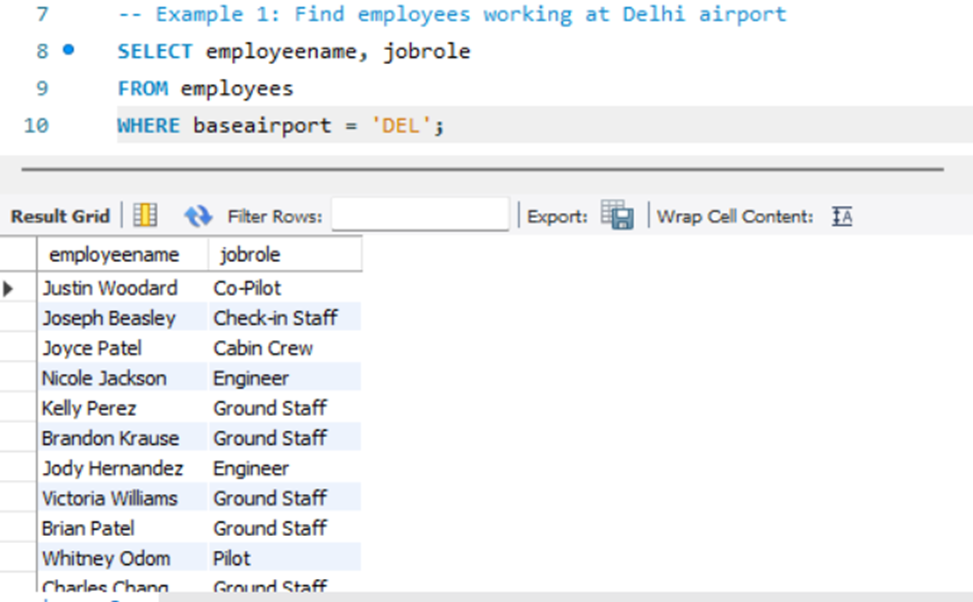 7 -- Example 1: Find employees working at Delhi airport
8 SELECT employeename, jobrole
9 FROM employees
10 WHERE baseairport = 'DEL';
Result Grid Filter Rows: Export: Wrap Cell Content:
employeename jobrole
Justin Woodard Co-Pilot
Joseph Beasley Check-in Staff
Joyce Patel Cabin Crew
Nicole Jackson Engineer
Kelly Perez Ground Staff
Brandon Krause Ground Staff
Jody Hernandez Engineer
Victoria Williams Ground Staff
Brian Patel Ground Staff
Whitney Odom Pilot
Charles Chang Ground Staff